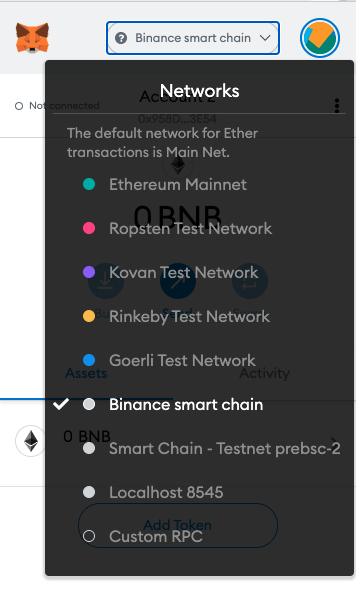 Binance smart chain
Networks
Not connected
Account 2
0x958D...3E54
The default network for Ether
transactions is Main Net.
Ethereum Mainnet
0 BNB
Ropsten Test Network
Kovan Test Network
Rinkeby Test Network
Goerli Test Network
Assets
Activity
Binance smart chain
0 BNB
Smart Chain - Testnet prebsc-2
Localhost 8545
Add Token
Custom RPC